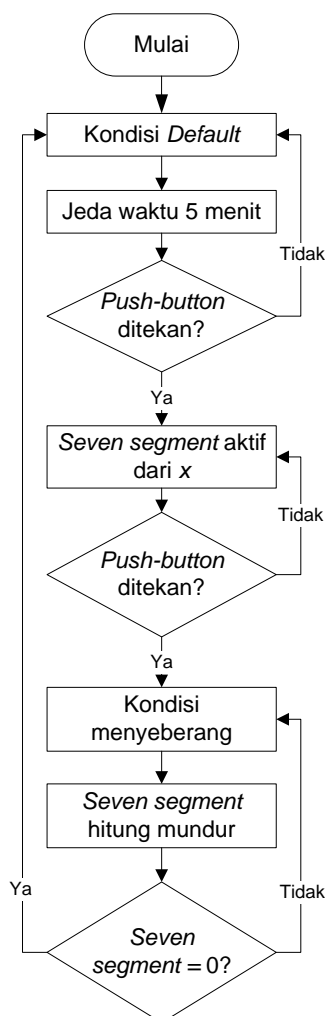 Mulai
Kondisi Default
Jeda waktu 5 menit
Tidak
Push-button
ditekan?
Ya
Seven segment aktif
dari x
Tidak
Push-button
ditekan?
Ya
Kondisi
menyeberang
Seven segment
hitung mundur
Ya
Tidak
Seven
segment = 0?